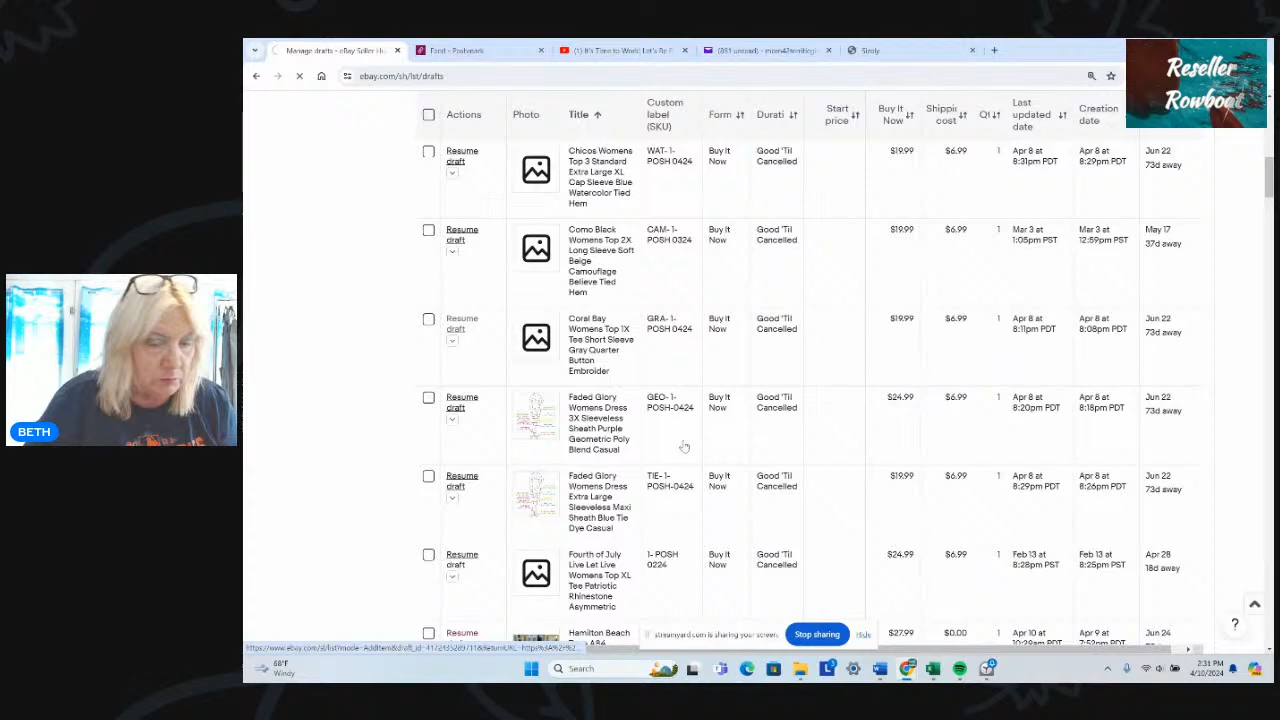 Manage drafts - eBay Seller Hu
Fand - Postmark
(1) It's Time to World Let's Be F
Siroly
ebay.com/sh/lst/drafts
Reseller
Rowboat
Actions
Photo
Title
Custom
label
(SKU)
Form
Durati
Start
price
Buy It
Now
Shippi
cost
Last
updated
date
Creation
date
Resume
draft
Chicos Womens
Top 3 Standard
Extra Large XL
Cap Sleeve Blue
Watercolor Tied
Hem
WAT- 1-
POSH 0424
Buy It
Now
Good 'Til
Cancelled
$19.99
$6.99
1
Apr 8 at
8:31pm PDT
Apr 8 at
8:29pm PDT
Jun 22
73d away
Resume
draft
Como Black
Womens Top 2X
Long Sleeve Soft
Beige
Camouflage
Believe Tied
Hem
CAM- 1-
POSH 0324
Buy It
Now
Good 'Til
Cancelled
$19.99
$6.99
1
Mar 3 at
1:05pm PST
Mar 3 at
12:59pm PST
May 17
37d away
Resume
draft
Coral Bay
Womens Top 1X
Tee Short Sleeve
Gray Quarter
Button
Embroider
GRA- 1-
POSH 0424
Buy It
Now
Good 'Til
Cancelled
$19.99
$6.99
1
Apr 8 at
8:11pm PDT
Apr 8 at
8:08pm PDT
Jun 22
73d away
Resume
draft
Faded Glory
Womens Dress
3X Sleeveless
Sheath Purple
Geometric Poly
Blend Casual
GEO- 1-
POSH-0424
Buy It
Now
Good 'Til
Cancelled
$24.99
$6.99
1
Apr 8 at
8:20pm PDT
Apr 8 at
8:18pm PDT
Jun 22
73d away
Resume
draft
Faded Glory
Womens Dress
Extra Large
Sleeveless Maxi
Sheath Blue Tie
Dye Casual
TIE- 1-
POSH-0424
Buy It
Now
Good 'Til
Cancelled
$19.99
$6.99
1
Apr 8 at
8:29pm PDT
Apr 8 at
8:26pm PDT
Jun 22
73d away
Resume
draft
Fourth of July
Live Let Live
Womens Top XL
Tee Patriotic
Rhinestone
Asymmetric
1- POSH
0224
Buy It
Now
Good 'Til
Cancelled
$24.99
$6.99
1
Feb 13 at
8:28pm PST
Feb 13 at
8:25pm PST
Apr 28
18d away
Resume
Hamilton Beach
Buy It
Good 'Til
$27.99
$0.00
1
Apr 10 at
Apr 9 at
Jun 24
BETH
streamyard.com is sharing your screen.
Stop sharing
Hide
68°F
Windy
Search
2:31 PM
4/10/2024